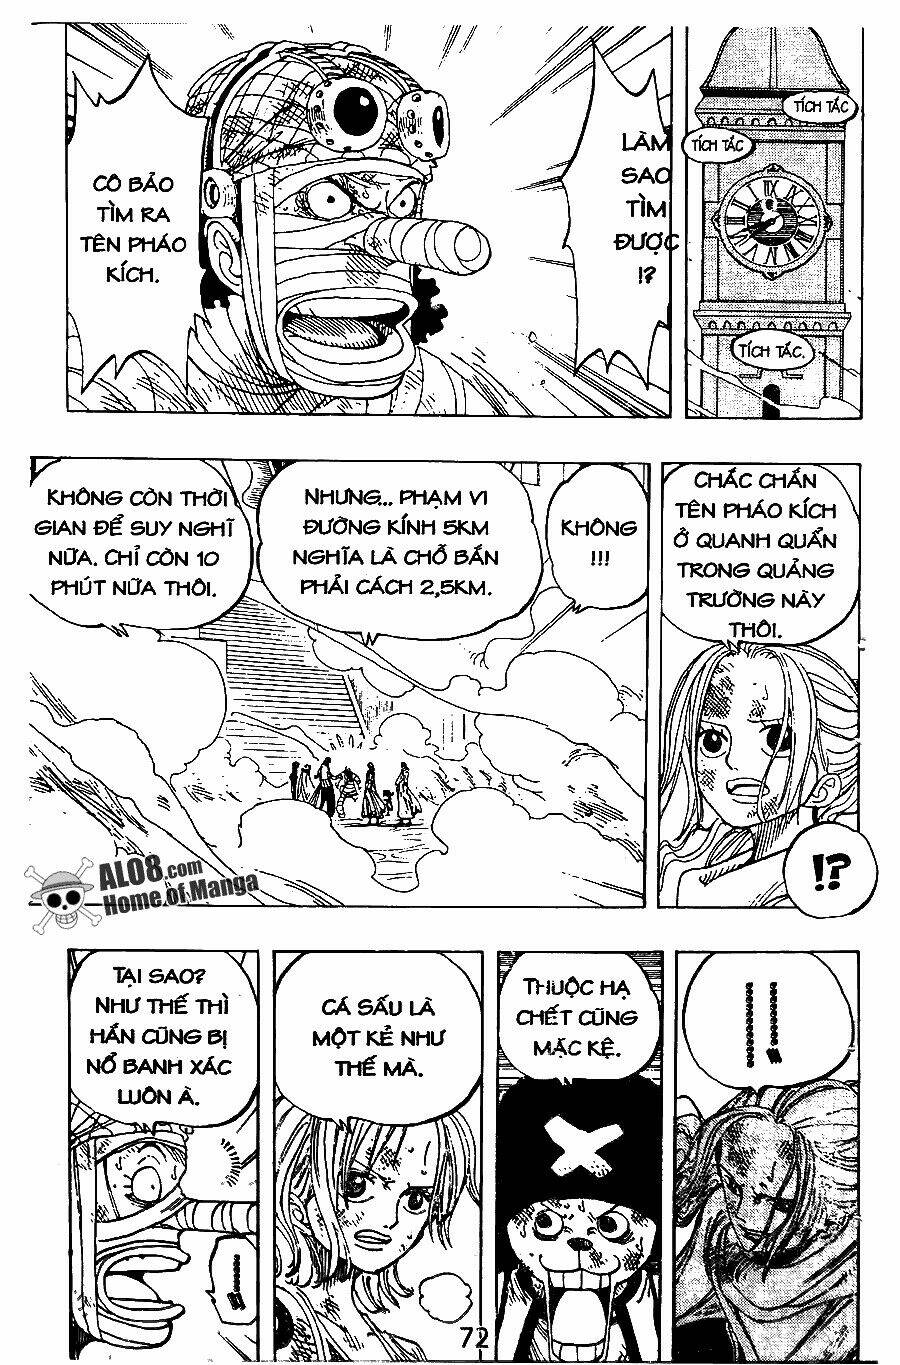 TÍCH TẮC
TÍCH TẮC
TÍCH TẮC.
LÀM
SAO
TÌM
ĐƯỢC
!?
CÔ BẢO
TÌM RA
TÊN PHÁO
KÍCH.
CHẮC CHẮN
TÊN PHÁO KÍCH
Ở QUANH QUẨN
TRONG QUẢNG
TRƯỜNG NÀY
THÔI.
!?
KHÔNG
!!!
NHƯNG... PHẠM VI
ĐƯỜNG KÍNH 5KM
NGHĨA LÀ CHỖ BẮN
PHẢI CÁCH 2,5KM.
KHÔNG CÒN THỜI
GIAN ĐỂ SUY NGHĨ
NỮA. CHỈ CÒN 10
PHÚT NỮA THÔI.
ALO8.com
Home of Manga
THUỘC HẠ
CHẾT CŨNG
MẶC KỆ.
CÁ SẤU LÀ
MỘT KẺ NHƯ
THẾ MÀ.
TẠI SAO?
NHƯ THẾ THÌ
HẮN CŨNG BỊ
NỔ BANH XÁC
LUÔN À.
72